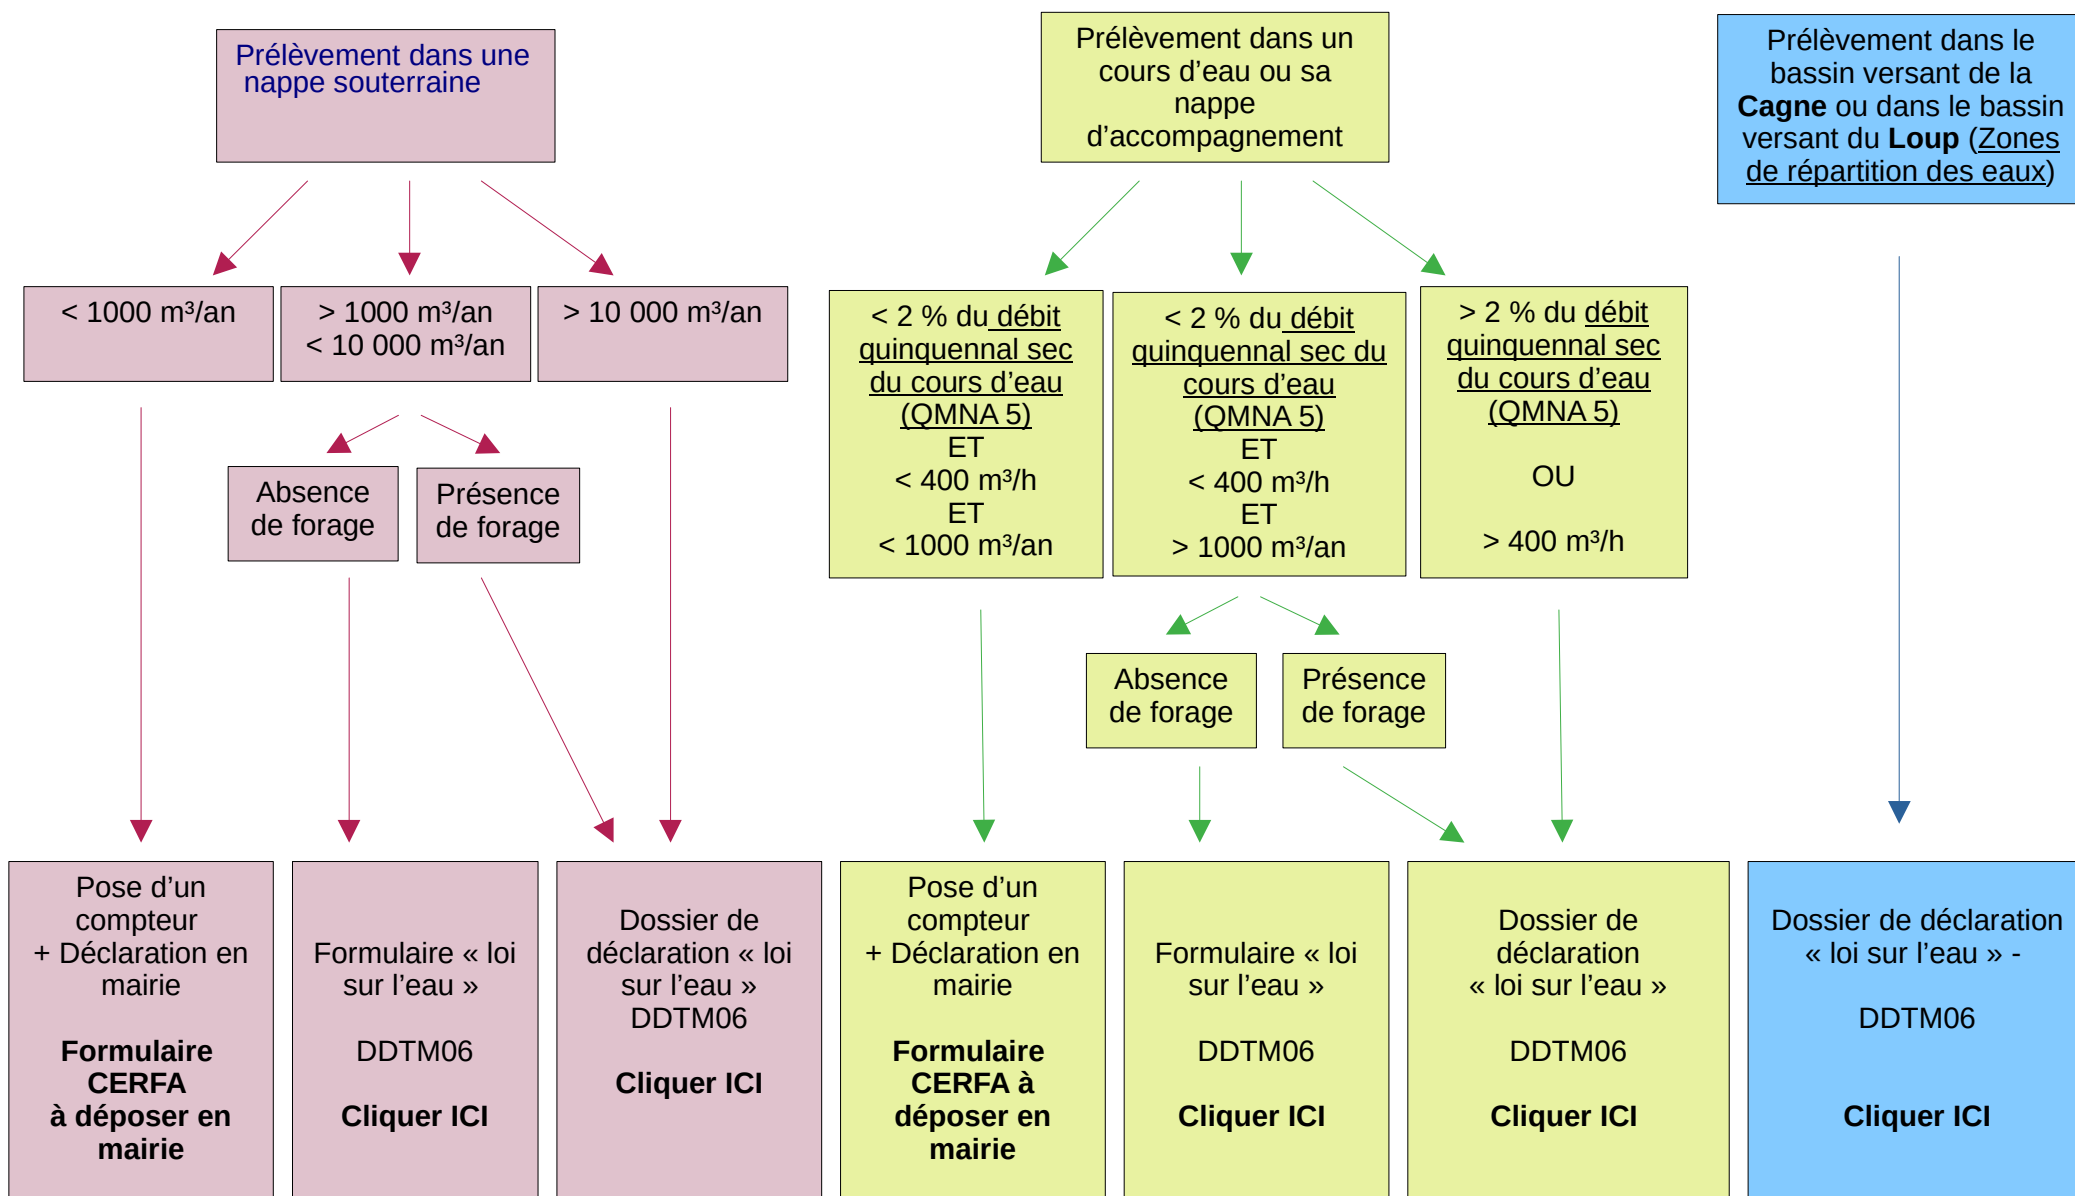 Prélèvement dans une
nappe souterraine
Prélèvement dans un
cours d’eau ou sa
nappe
d’accompagnement
Prélèvement dans le
bassin versant de la
Cagne ou dans le bassin
versant du Loup (Zones
de répartition des eaux)
< 1000 m³/an
> 1000 m³/an
< 10 000 m³/an
> 10 000 m³/an
< 2 % du débit
quinquennal sec
du cours d’eau
(QMNA 5)
ET
< 400 m³/h
ET
< 1000 m³/an
< 2 % du débit
quinquennal sec du
cours d’eau
(QMNA 5)
ET
< 400 m³/h
ET
> 1000 m³/an
> 2 % du débit
quinquennal sec
du cours d’eau
(QMNA 5)
OU
> 400 m³/h
Absence
de forage
Présence
de forage
Absence
de forage
Présence
de forage
Pose d’un
compteur
+ Déclaration en
mairie
Formulaire
CERFA
à déposer en
mairie
Formulaire « loi
sur l’eau »
DDTM06
Cliquer ICI
Dossier de
déclaration « loi
sur l’eau »
DDTM06
Cliquer ICI
Pose d’un
compteur
+ Déclaration en
mairie
Formulaire
CERFA à
déposer en
mairie
Formulaire « loi
sur l’eau »
DDTM06
Cliquer ICI
Dossier de
déclaration
« loi sur l’eau »
DDTM06
Cliquer ICI
Dossier de déclaration
« loi sur l’eau » -
DDTM06
Cliquer ICI